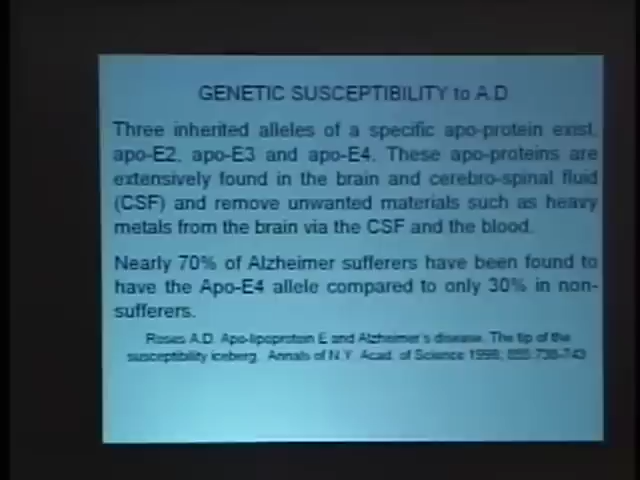 GENETIC SUSCEPTIBILITY to A.D
Three inherited alleles of a specific apo-protein exist,
apo-E2, apo-E3 and apo-E4. These apo-proteins are
extensively found in the brain and cerebro-spinal fluid
(CSF) and remove unwanted materials such as heavy
metals from the brain via the CSF and the blood.
Nearly 70% of Alzheimer sufferers have been found to
have the Apo-E4 allele compared to only 30% in non-
sufferers.
Roses A.D. Apo-lipoprotein E and Alzheimer's disease. The tip of the
susceptibility iceberg. Annals of N.Y. Acad. of Science 1998; 855:738-743